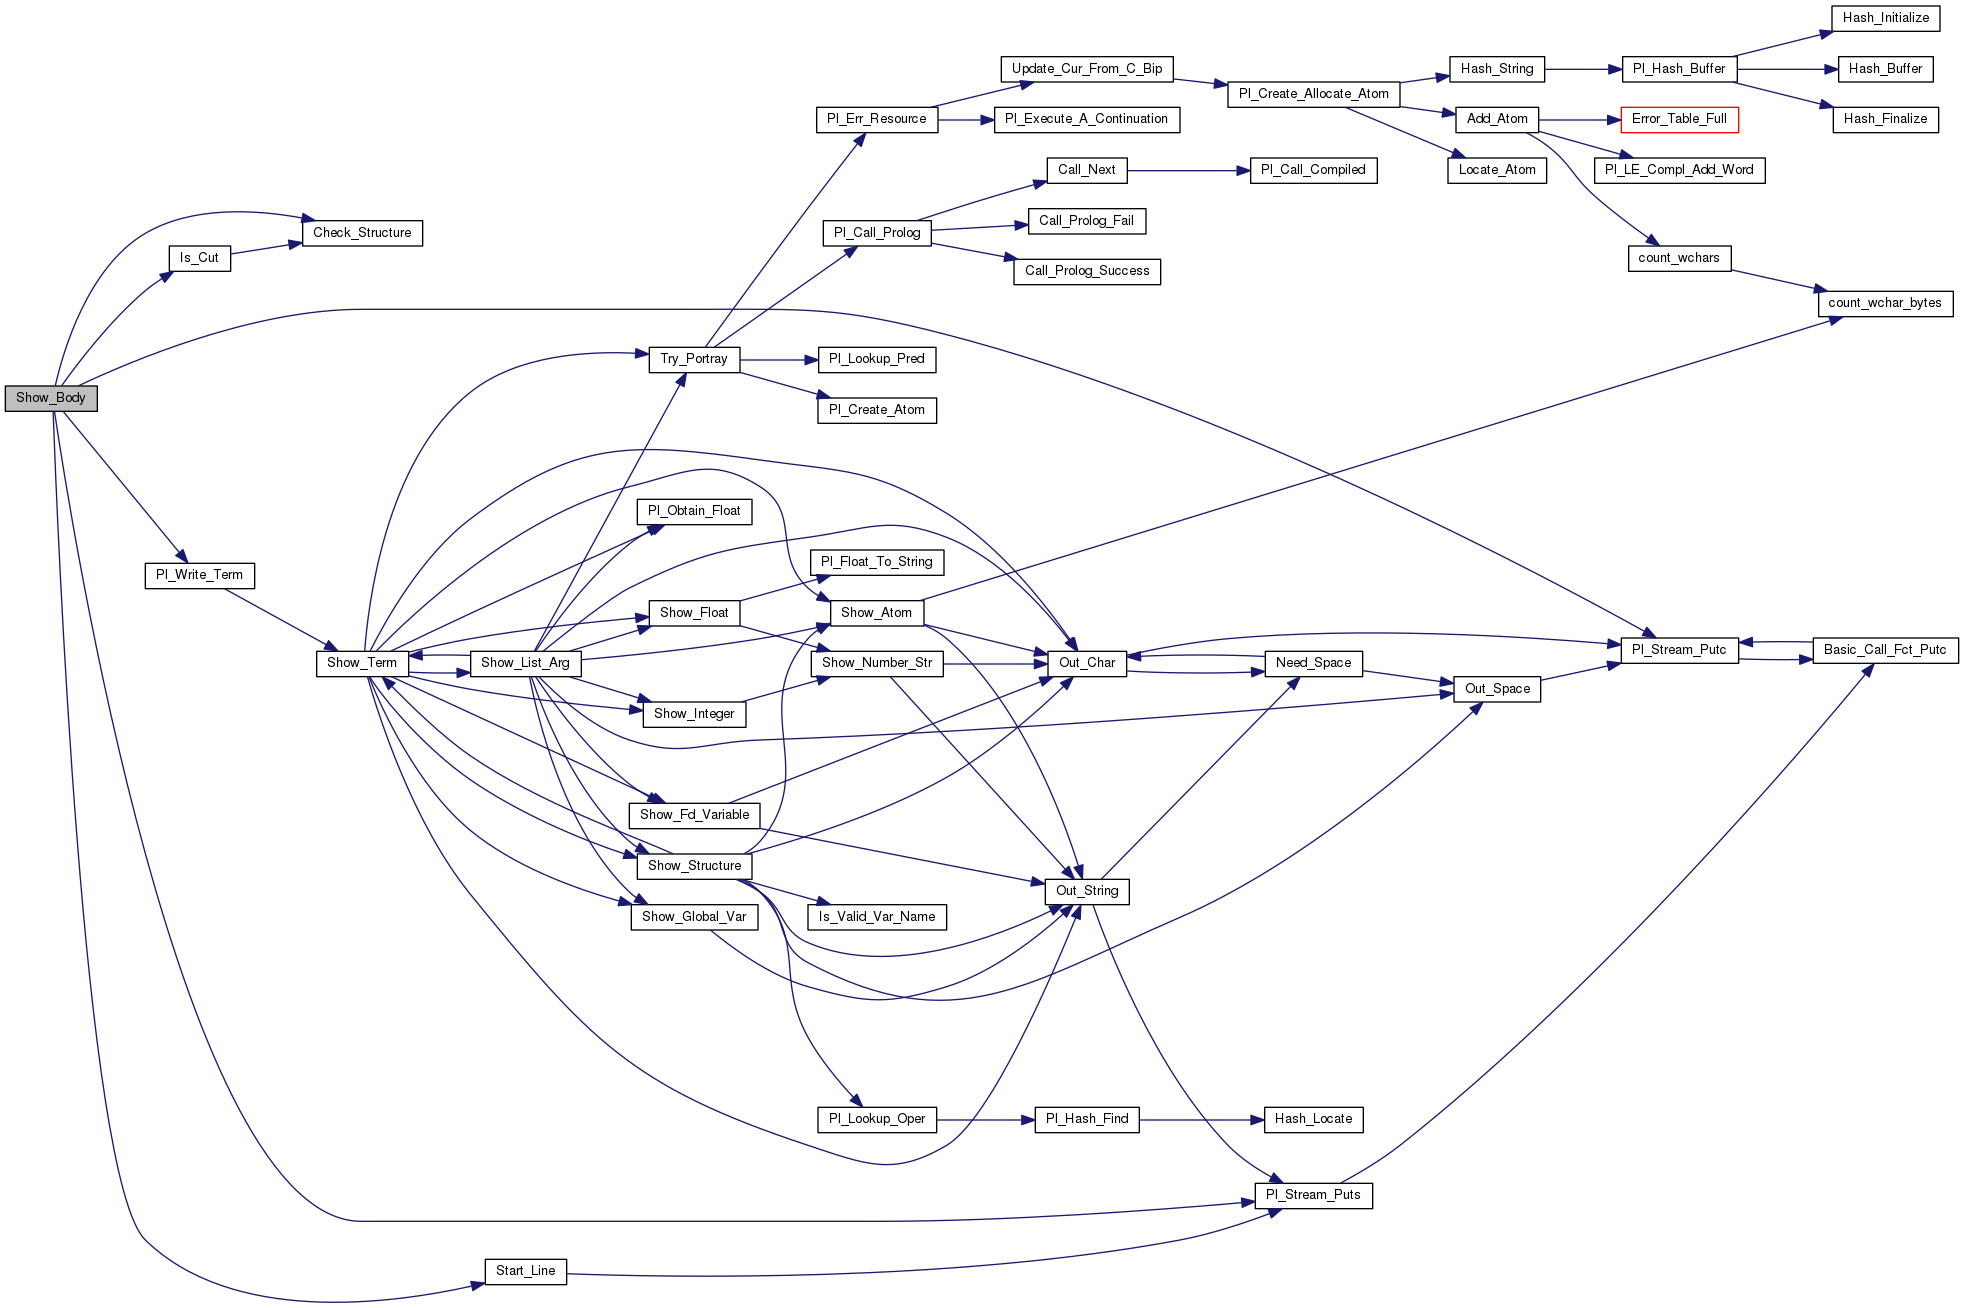 Hash_Initialize
Update_Cur_From_C_Bip
Hash_String
Pl_Hash_Buffer
Hash_Buffer
Pl_Create_Allocate_Atom
Pl_Err_Resource
Pl_Execute_A_Continuation
Add_Atom
Error_Table_Full
Hash_Finalize
Call_Next
Pl_Call_Compiled
Locate_Atom
Pl_LE_Compl_Add_Word
Check_Structure
Pl_Call_Prolog
Call_Prolog_Fail
Is_Cut
Call_Prolog_Success
count_wchars
count_wchar_bytes
Try_Portray
Pl_Lookup_Pred
Show_Body
Pl_Create_Atom
Pl_Obtain_Float
Pl_Write_Term
Pl_Float_To_String
Show_Float
Show_Atom
Show_Term
Show_List_Arg
Show_Number_Str
Out_Char
Need_Space
Pl_Stream_Putc
Basic_Call_Fct_Putc
Show_Integer
Out_Space
Show_Fd_Variable
Show_Structure
Out_String
Show_Global_Var
Is_Valid_Var_Name
Pl_Lookup_Oper
Pl_Hash_Find
Hash_Locate
Pl_Stream_Puts
Start_Line